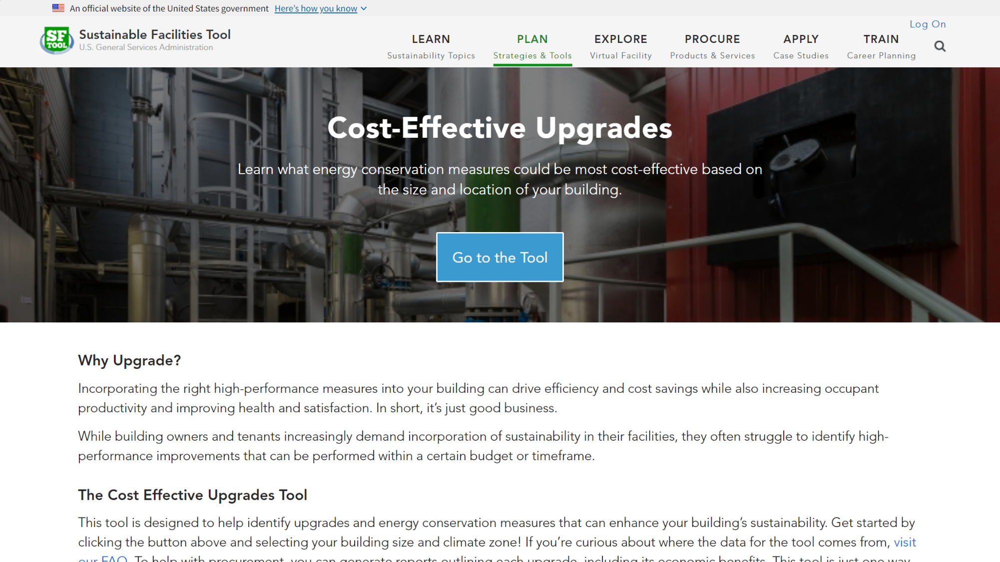 An official website of the United States government Here’s how you know
Log On
SF
TOOL
Sustainable Facilities Tool
U.S. General Services Administration
LEARN
Sustainability Topics
PLAN
Strategies & Tools
EXPLORE
Virtual Facility
PROCURE
Products & Services
APPLY
Case Studies
TRAIN
Career Planning
Cost-Effective Upgrades
Learn what energy conservation measures could be most cost-effective based on
the size and location of your building.
Go to the Tool
Why Upgrade?
Incorporating the right high-performance measures into your building can drive efficiency and cost savings while also increasing occupant
productivity and improving health and satisfaction. In short, it’s just good business.
While building owners and tenants increasingly demand incorporation of sustainability in their facilities, they often struggle to identify high-
performance improvements that can be performed within a certain budget or timeframe.
The Cost Effective Upgrades Tool
This tool is designed to help identify upgrades and energy conservation measures that can enhance your building’s sustainability. Get started by
clicking the button above and selecting your building size and climate zone! If you’re curious about where the data for the tool comes from, visit
our FAQ. To help with procurement, you can generate reports outlining each upgrade, including its economic benefits. This tool is just one way